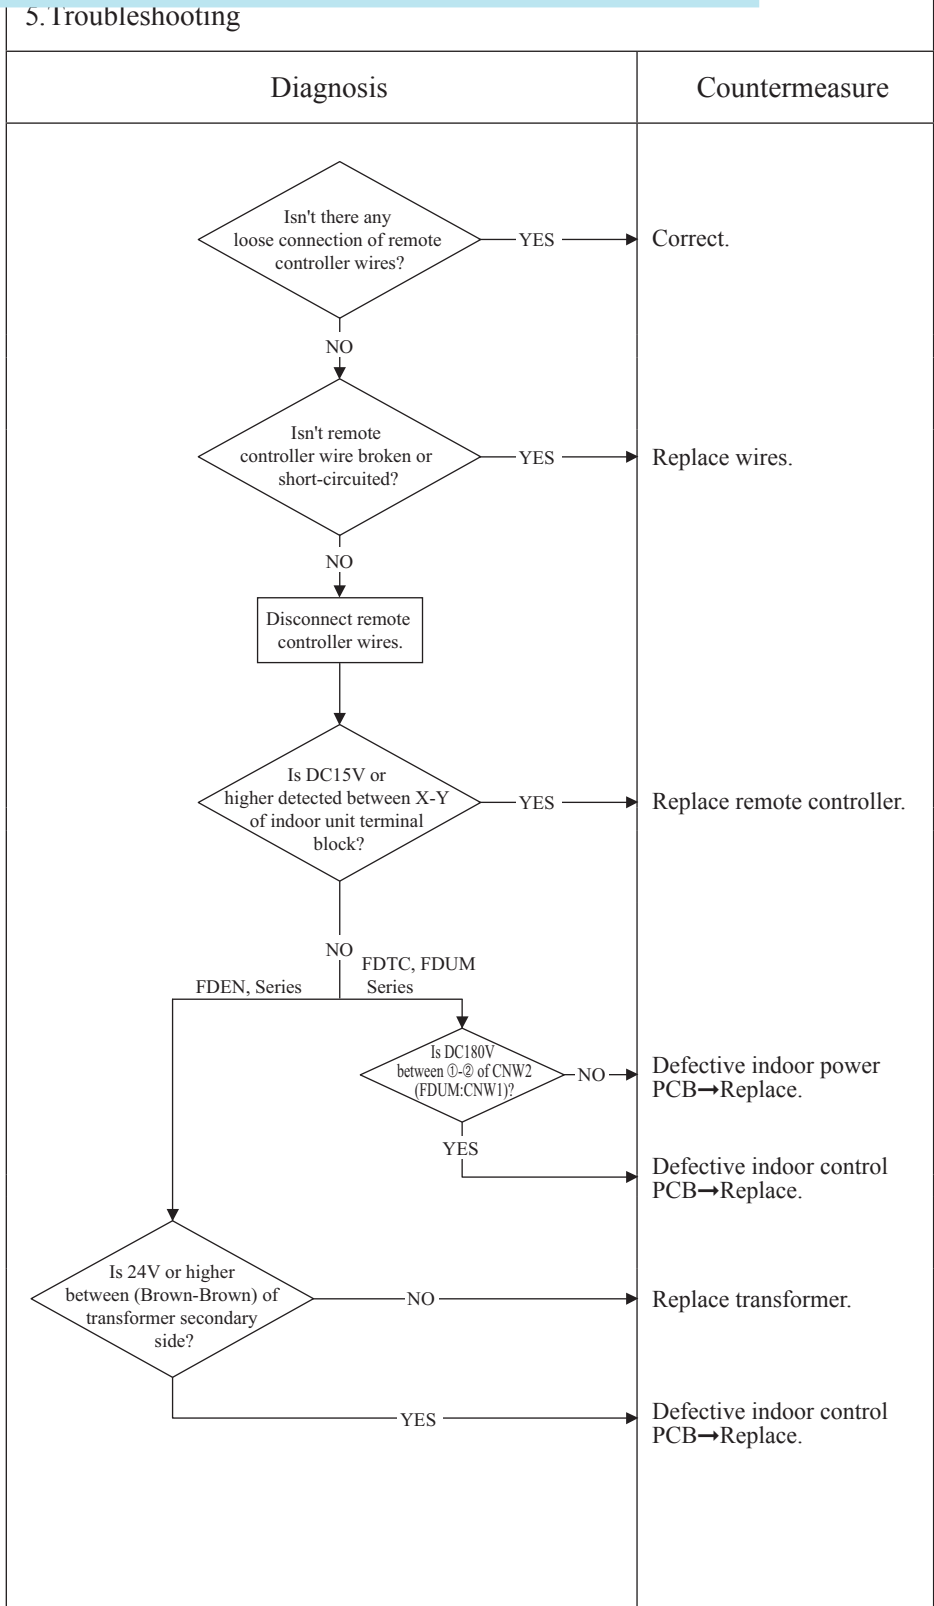 5.Troubleshooting
Diagnosis
Countermeasure
Isn't there any
loose connection of remote
controller wires?
YES
Correct.
NO
Isn't remote
controller wire broken or
short-circuited?
YES
Replace wires.
NO
Disconnect remote
controller wires.
Is DC15V or
higher detected between X-Y
of indoor unit terminal
block?
YES
Replace remote controller.
NO
FDEN, Series
FDTC, FDUM
Series
Is DC180V
between ①-② of CNW2
(FDUM:CNW1)?
NO
Defective indoor power
PCB→Replace.
YES
Defective indoor control
PCB→Replace.
Is 24V or higher
between (Brown-Brown) of
transformer secondary
side?
NO
Replace transformer.
YES
Defective indoor control
PCB→Replace.